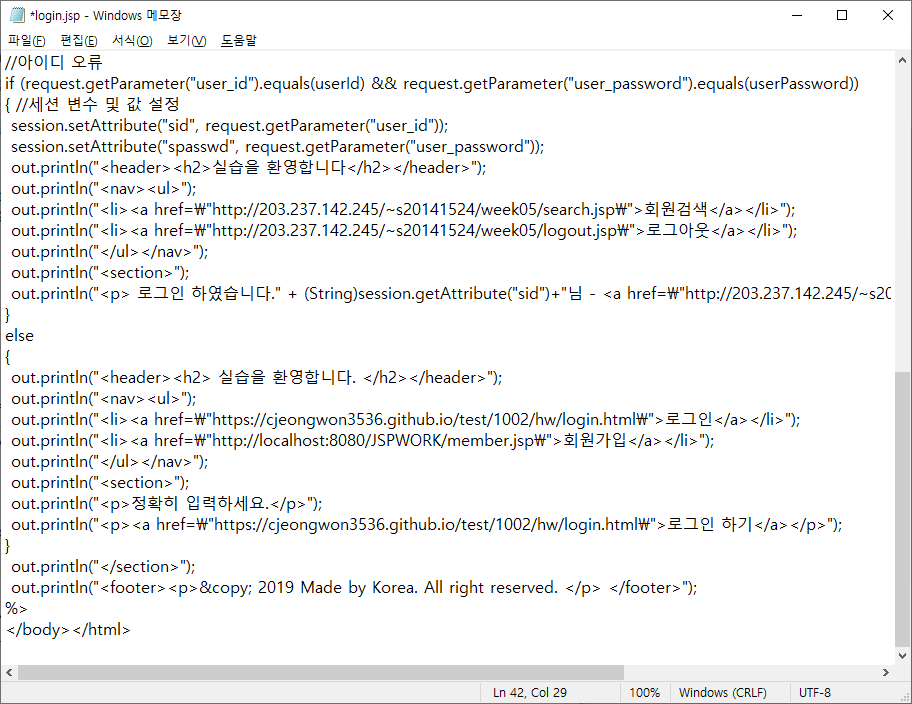 *login.jsp - Windows 메모장
파일(F) 편집(E) 서식(O) 보기(V) 도움말
//아이디 오류
if (request.getParameter("user_id").equals(userId) && request.getParameter("user_password").equals(userPassword))
{ //세션 변수 및 값 설정
session.setAttribute("sid", request.getParameter("user_id"));
session.setAttribute("spasswd", request.getParameter("user_password"));
out.println("<header><h2>실습을 환영합니다</h2></header>");
out.println("<nav><ul>");
out.println("<li><a href=₩"http://203.237.142.245/~s20141524/week05/search.jsp₩">회원검색</a></li>");
out.println("<li><a href=₩"http://203.237.142.245/~s20141524/week05/logout.jsp₩">로그아웃</a></li>");
out.println("</ul></nav>");
out.println("<section>");
out.println("<p> 로그인 하였습니다." + (String)session.getAttribute("sid")+"님 - <a href=₩"http://203.237.142.245/~s20
}
else
{
out.println("<header><h2> 실습을 환영합니다. </h2></header>");
out.println("<nav><ul>");
out.println("<li><a href=₩"https://cjeongwon3536.github.io/test/1002/hw/login.html₩">로그인</a></li>");
out.println("<li><a href=₩"http://localhost:8080/JSPWORK/member.jsp₩">회원가입</a></li>");
out.println("</ul></nav>");
out.println("<section>");
out.println("<p>정확히 입력하세요.</p>");
out.println("<p><a href=₩"https://cjeongwon3536.github.io/test/1002/hw/login.html₩">로그인 하기</a></p>");
}
out.println("</section>");
out.println("<footer><p>&copy; 2019 Made by Korea. All right reserved. </p> </footer>");
%>
</body></html>
Ln 42, Col 29 100% Windows (CRLF) UTF-8